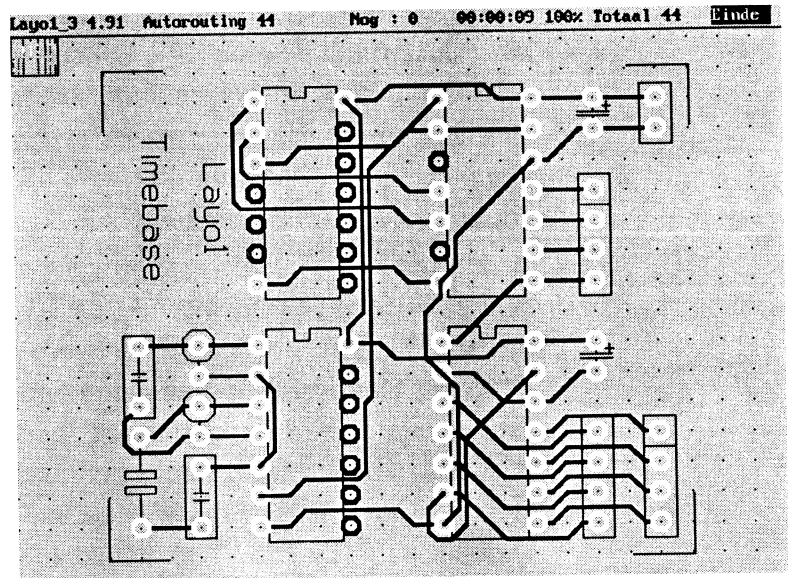 Layo1_3 4.91 Autorouting 44 Nog : 0 00:00:09 100% Totaal 44 Einde
Timebase
Layo1
+
+